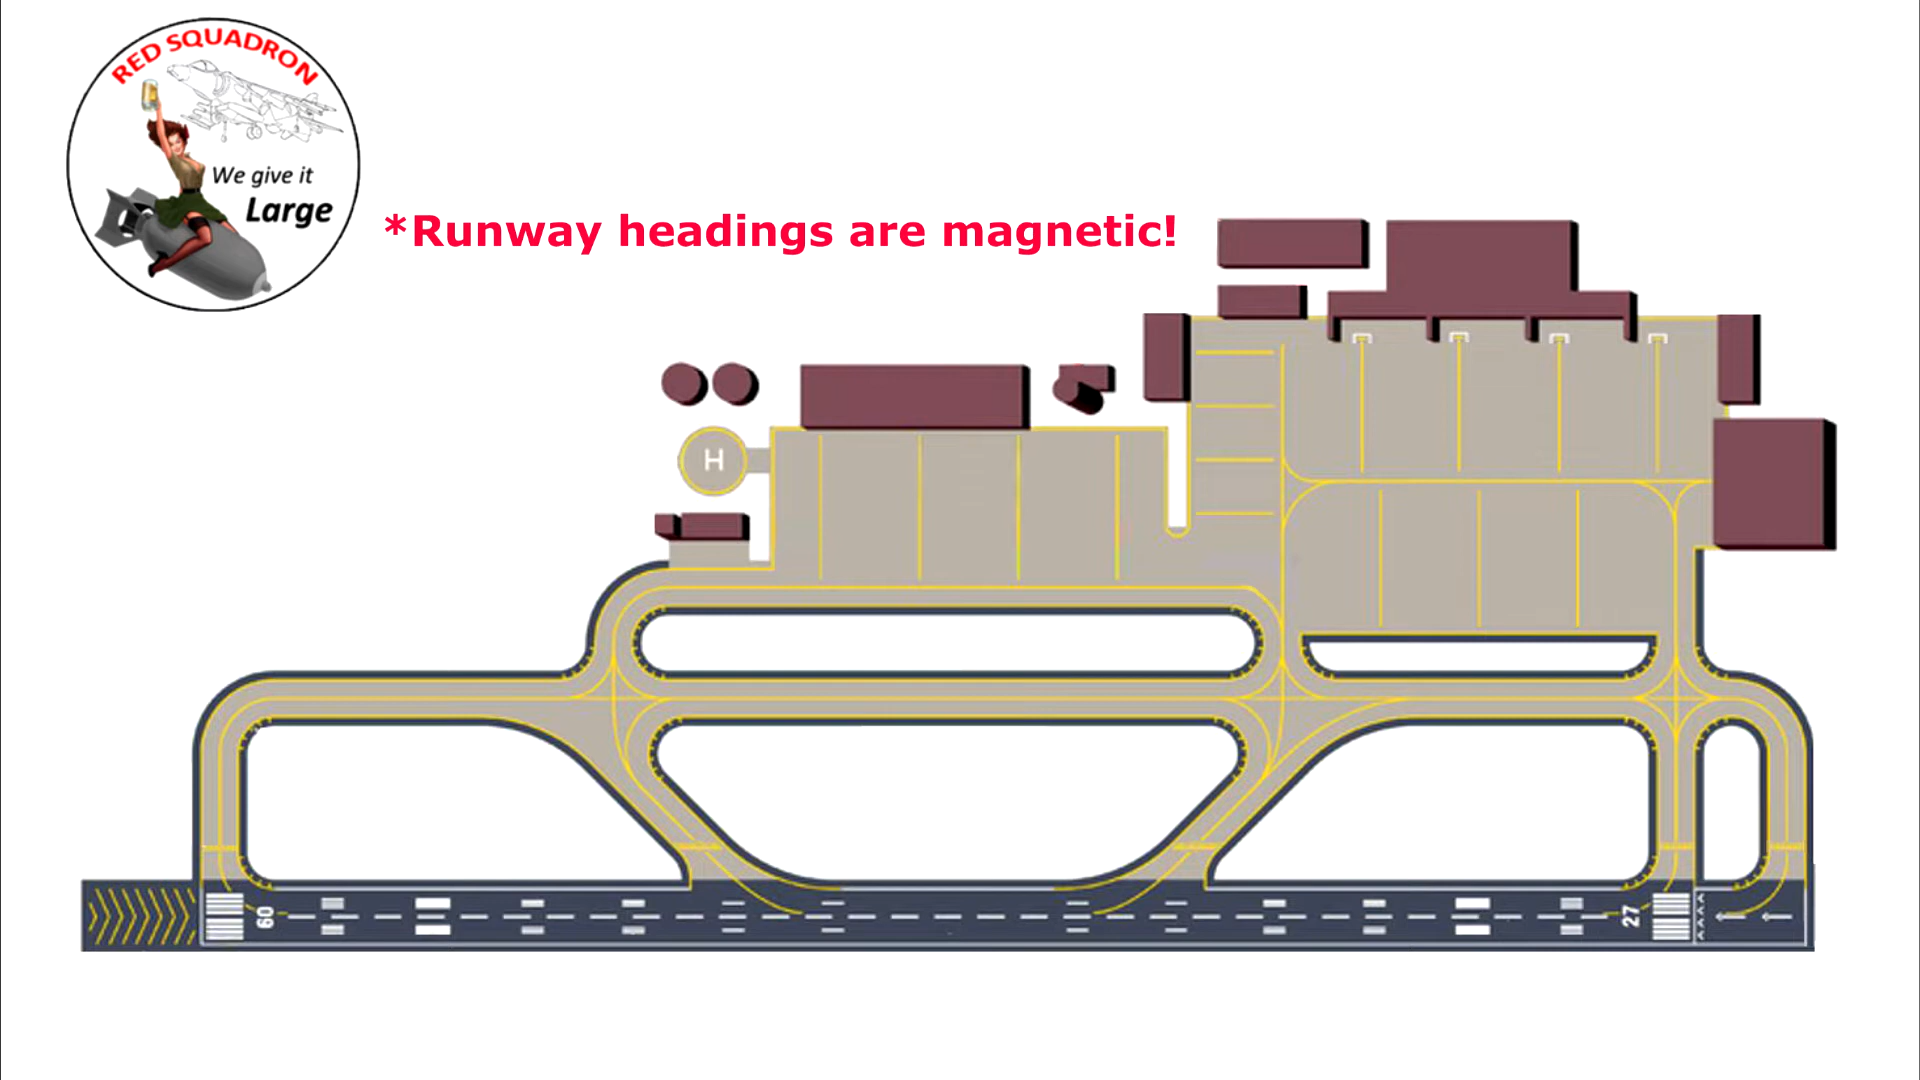 RED SQUADRON
We give it
Large
*Runway headings are magnetic!
H
09
27